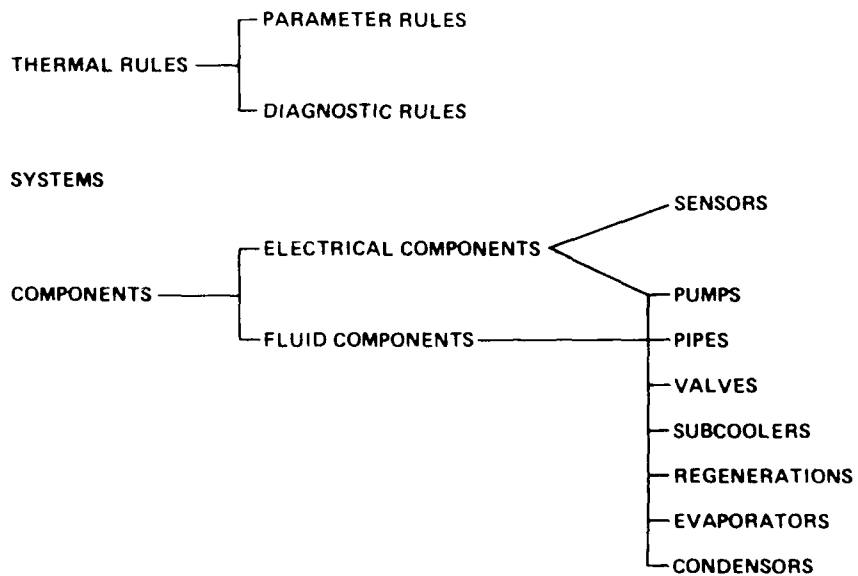 PARAMETER RULES
THERMAL RULES
DIAGNOSTIC RULES
SYSTEMS
SENSORS
ELECTRICAL COMPONENTS
COMPONENTS
PUMPS
FLUID COMPONENTS
PIPES
VALVES
SUBCOOLERS
REGENERATIONS
EVAPORATORS
CONDENSORS